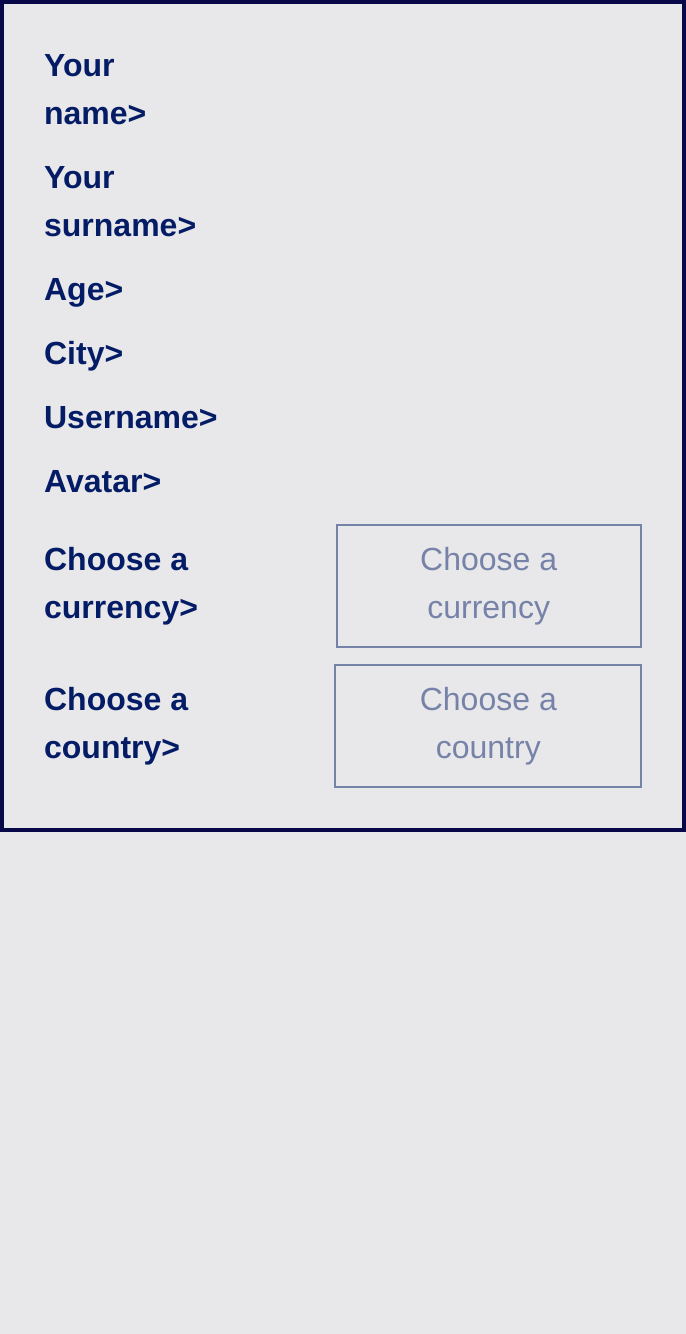 Your
name>
Your
surname>
Age>
City>
Username>
Avatar>
Choose a
currency>
Choose a
currency
Choose a
country>
Choose a
country